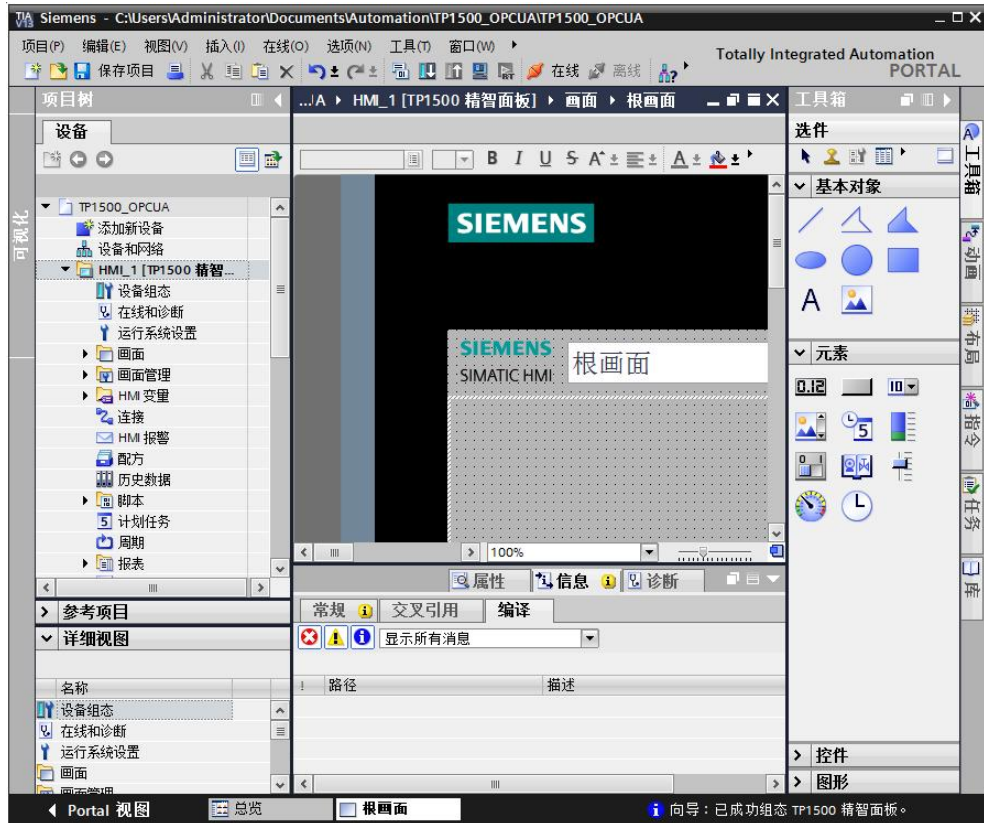 Siemens - C:\Users\Administrator\Documents\Automation\TP1500_OPCUA\TP1500_OPCUA
项目(P) 编辑(E) 视图(V) 插入(I) 在线(O) 选项(N) 工具(T) 窗口(W)
Totally Integrated Automation
PORTAL
保存项目 在线 离线
项目树
...JA HMI_1 [TP1500 精智面板] 画面 根画面
工具箱
设备
选件
B I U S A A
可视化
TP1500_OPCUA
添加新设备
设备和网络
HMI_1 [TP1500 精智...
设备组态
在线和诊断
运行系统设置
画面
画面管理
HMI 变量
连接
HMI 报警
配方
历史数据
脚本
计划任务
周期
报表
参考项目
详细视图
名称
设备组态
在线和诊断
运行系统设置
画面
画面管理
SIEMENS
SIEMENS
SIMATIC HMI
根画面
100%
属性 信息 诊断
常规 交叉引用 编译
显示所有消息
! 路径 描述
基本对象
A
元素
0.12 10
5
0 1
控件
图形
工具箱
动画
布局
指令
任务
库
Portal 视图 总览 根画面
向导：已成功组态 TP1500 精智面板。